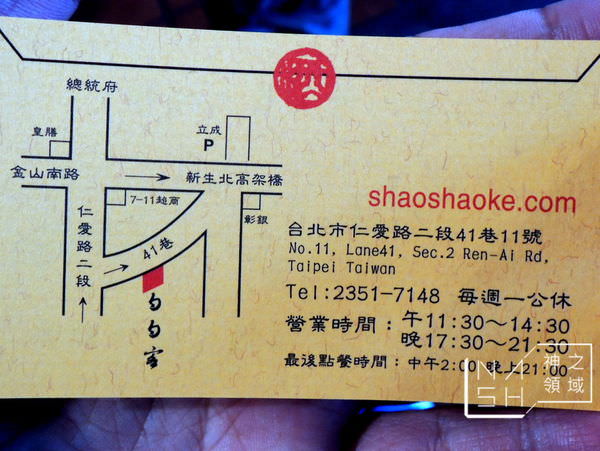 總統府
皇膳
立成
P
金山南路
新生北高架橋
7-11超商
彰銀
仁愛路二段
41巷
勺勺客
shaoshaoke.com
台北市仁愛路二段41巷11號
No.11, Lane41, Sec.2 Ren-Ai Rd,
Taipei Taiwan
Tel:2351-7148 每週一公休
營業時間：午11:30～14:30
晚17:30～21:30
最後點餐時間：中午2:00,晚上21:00
NASH
神之
領域